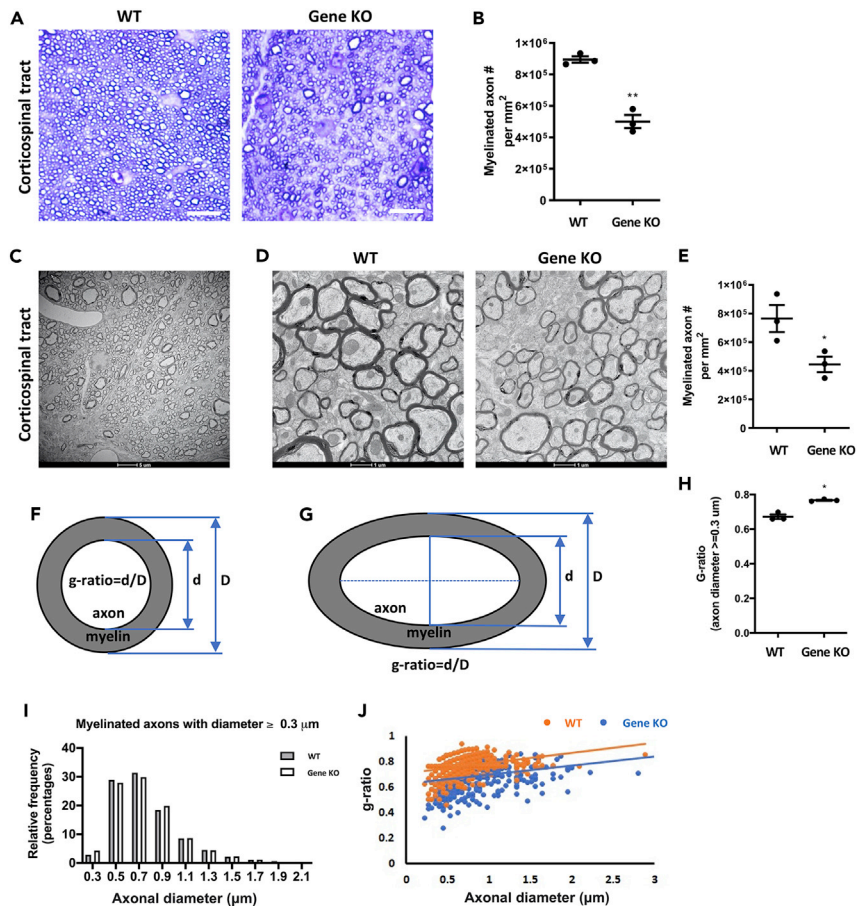 A
WT
Gene KO
Corticospinal tract
B
Myelinated axon #
per mm²
1×10⁶
8×10⁵
6×10⁵
4×10⁵
2×10⁵
0
**
WT
Gene KO
C
Corticospinal tract
5 um
D
WT
Gene KO
1 um
1 um
E
Myelinated axon #
per mm²
1×10⁶
8×10⁵
6×10⁵
4×10⁵
2×10⁵
0
*
WT
Gene KO
F
g-ratio=d/D
axon
myelin
d
D
G
axon
myelin
d
D
g-ratio=d/D
H
G-ratio
(axon diameter >=0.3 um)
0.8
0.6
0.4
0.2
0.0
*
WT
Gene KO
I
Myelinated axons with diameter ≥ 0.3 μm
WT
Gene KO
Relative frequency
(percentages)
40
30
20
10
0
0.3 0.5 0.7 0.9 1.1 1.3 1.5 1.7 1.9 2.1
Axonal diameter (μm)
J
WT
Gene KO
g-ratio
1
0.8
0.6
0.4
0.2
0
0 0.5 1 1.5 2 2.5 3
Axonal diameter (μm)